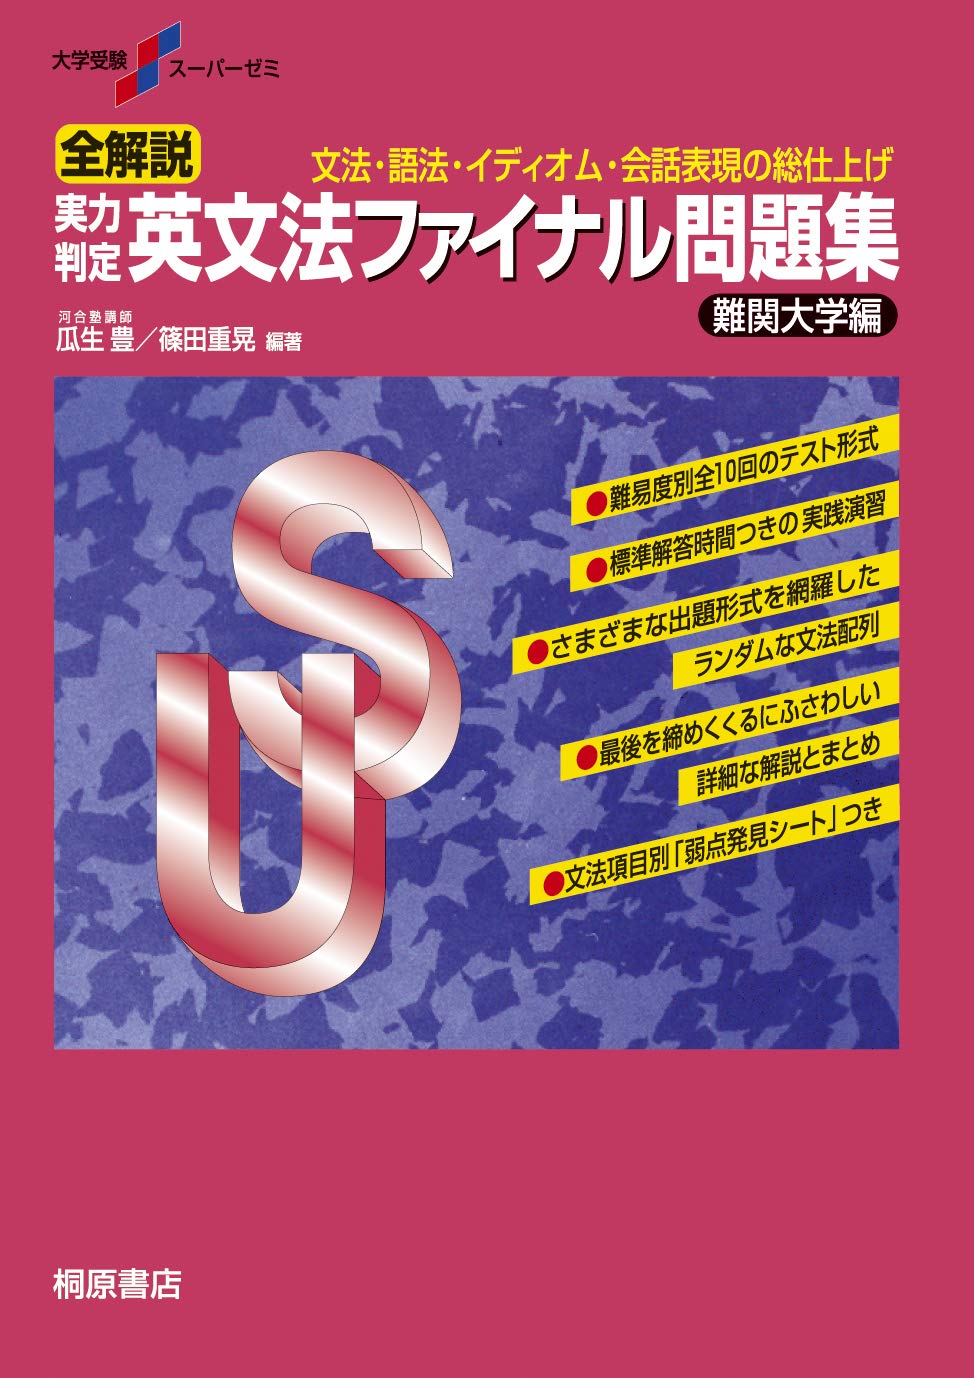 大学受験
スーパーゼミ
全解説
文法・語法・イディオム・会話表現の総仕上げ
実力
判定
英文法ファイナル問題集
難関大学編
河合塾講師
瓜生 豊／篠田重晃 編著
●難易度別全10回のテスト形式
●標準解答時間つきの実践演習
●さまざまな出題形式を網羅した
ランダムな文法配列
●最後を締めくくるにふさわしい
詳細な解説とまとめ
●文法項目別「弱点発見シート」つき
SU
桐原書店